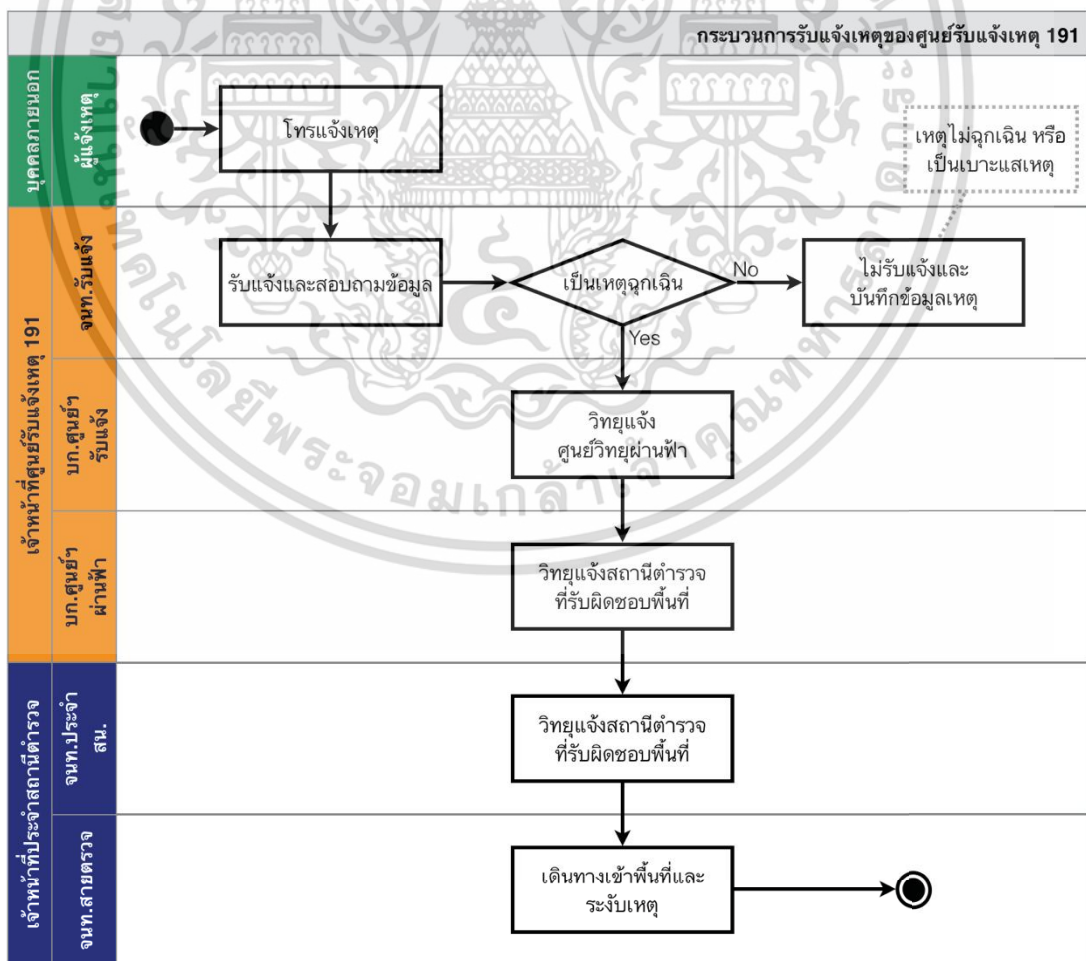 กระบวนการรับแจ้งเหตุของศูนย์รับแจ้งเหตุ 191
บุคคลภายนอก
ผู้แจ้งเหตุ
โทรแจ้งเหตุ
เหตุไม่ฉุกเฉิน หรือ
เป็นเบาะแสเหตุ
เจ้าหน้าที่ศูนย์รับแจ้งเหตุ 191
จนท.รับแจ้ง
รับแจ้งและสอบถามข้อมูล
เป็นเหตุฉุกเฉิน
No
ไม่รับแจ้งและ
บันทึกข้อมูลเหตุ
Yes
บก.ศูนย์ฯ
รับแจ้ง
วิทยุแจ้ง
ศูนย์วิทยุผ่านฟ้า
บก.ศูนย์ฯ
ผ่านฟ้า
วิทยุแจ้งสถานีตำรวจ
ที่รับผิดชอบพื้นที่
เจ้าหน้าที่ประจำสถานีตำรวจ
จนท.ประจำ
สน.
วิทยุแจ้งสถานีตำรวจ
ที่รับผิดชอบพื้นที่
จนท.สายตรวจ
เดินทางเข้าพื้นที่และ
ระงับเหตุ